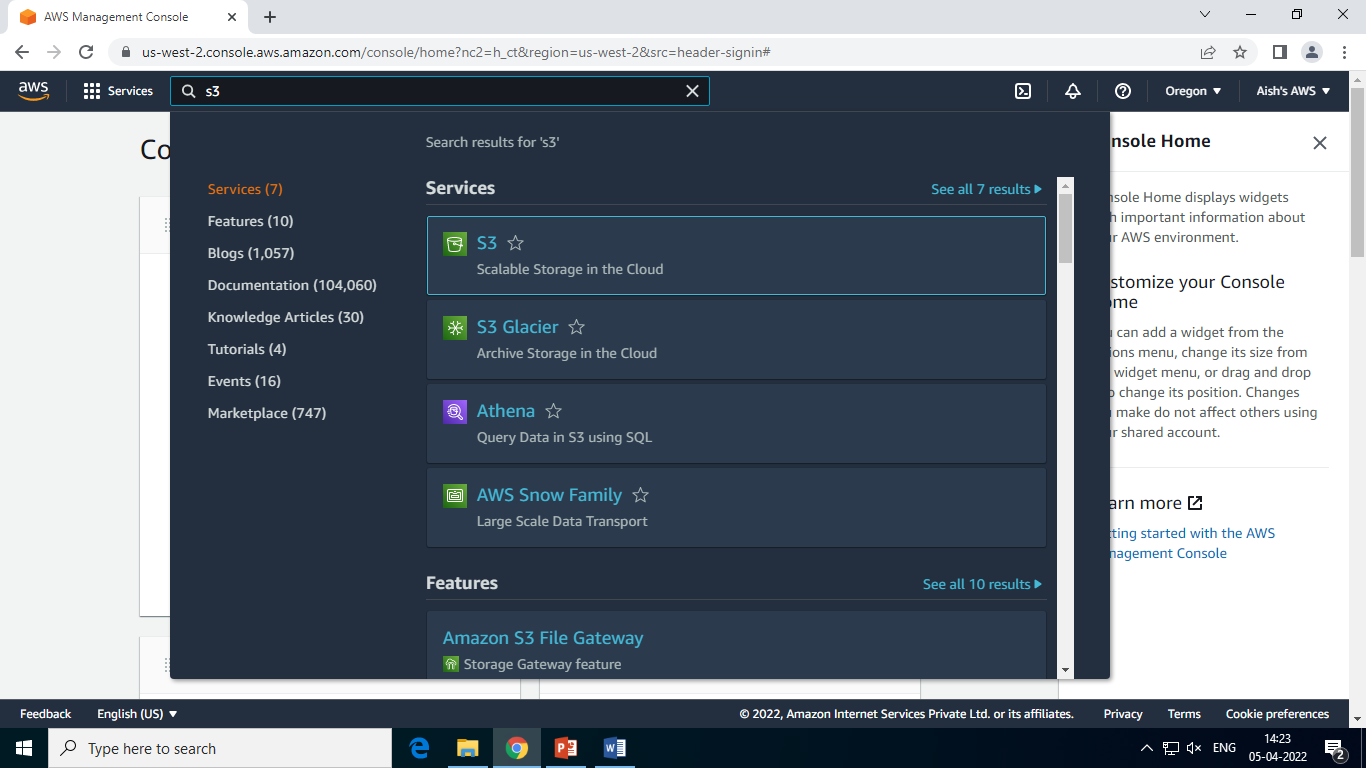 AWS Management Console
us-west-2.console.aws.amazon.com/console/home?nc2=h_ct&region=us-west-2&src=header-signin#
aws
Services
s3
Oregon
Aish's AWS
Co
Search results for 's3'
Services (7)
Features (10)
Blogs (1,057)
Documentation (104,060)
Knowledge Articles (30)
Tutorials (4)
Events (16)
Marketplace (747)
Services
See all 7 results
S3
Scalable Storage in the Cloud
S3 Glacier
Archive Storage in the Cloud
Athena
Query Data in S3 using SQL
AWS Snow Family
Large Scale Data Transport
Features
See all 10 results
Amazon S3 File Gateway
Storage Gateway feature
nsole Home
nsole Home displays widgets
h important information about
r AWS environment.
stomize your Console
me
can add a widget from the
ions menu, change its size from
widget menu, or drag and drop
o change its position. Changes
make do not affect others using
r shared account.
arn more
ting started with the AWS
nagement Console
Feedback
English (US)
© 2022, Amazon Internet Services Private Ltd. or its affiliates.
Privacy
Terms
Cookie preferences
Type here to search
ENG
14:23
05-04-2022
2